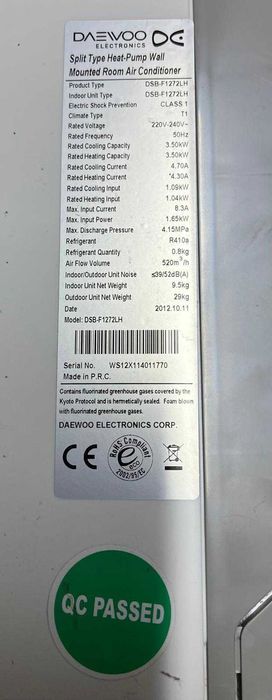 DAEWOO
ELECTRONICS
Split Type Heat-Pump Wall
Mounted Room Air Conditioner
Product Type DSB-F1272LH
Indoor Unit Type DSB-F1272LH
Electric Shock Prevention CLASS 1
Climate Type T1
Rated Voltage 220V-240V~
Rated Frequency 50Hz
Rated Cooling Capacity 3.50kW
Rated Heating Capacity 3.50kW
Rated Cooling Current 4.70A
Rated Heating Current 4.30A
Rated Cooling Input 1.09kW
Rated Heating Input 1.04kW
Max. Input Current 8.3A
Max. Input Power 1.65kW
Max. Discharge Pressure 4.15MPa
Refrigerant R410a
Refrigerant Quantity 0.8kg
Air Flow Volume 520m³/h
Indoor/Outdoor Unit Noise ≤39/52dB(A)
Indoor Unit Net Weight 9.5kg
Outdoor Unit Net Weight 29kg
Date 2012.10.11
Model: DSB-F1272LH
Serial No. WS12X114011770
Made in P.R.C.
Contains fluorinated greenhouse gases covered by the
Kyoto Protocol and is hermetically sealed. Foam blown
with fluorinated greenhouse gases.
DAEWOO ELECTRONICS CORP.
CE
RoHS Compliant
e
eco
2002/95/EC
QC PASSED